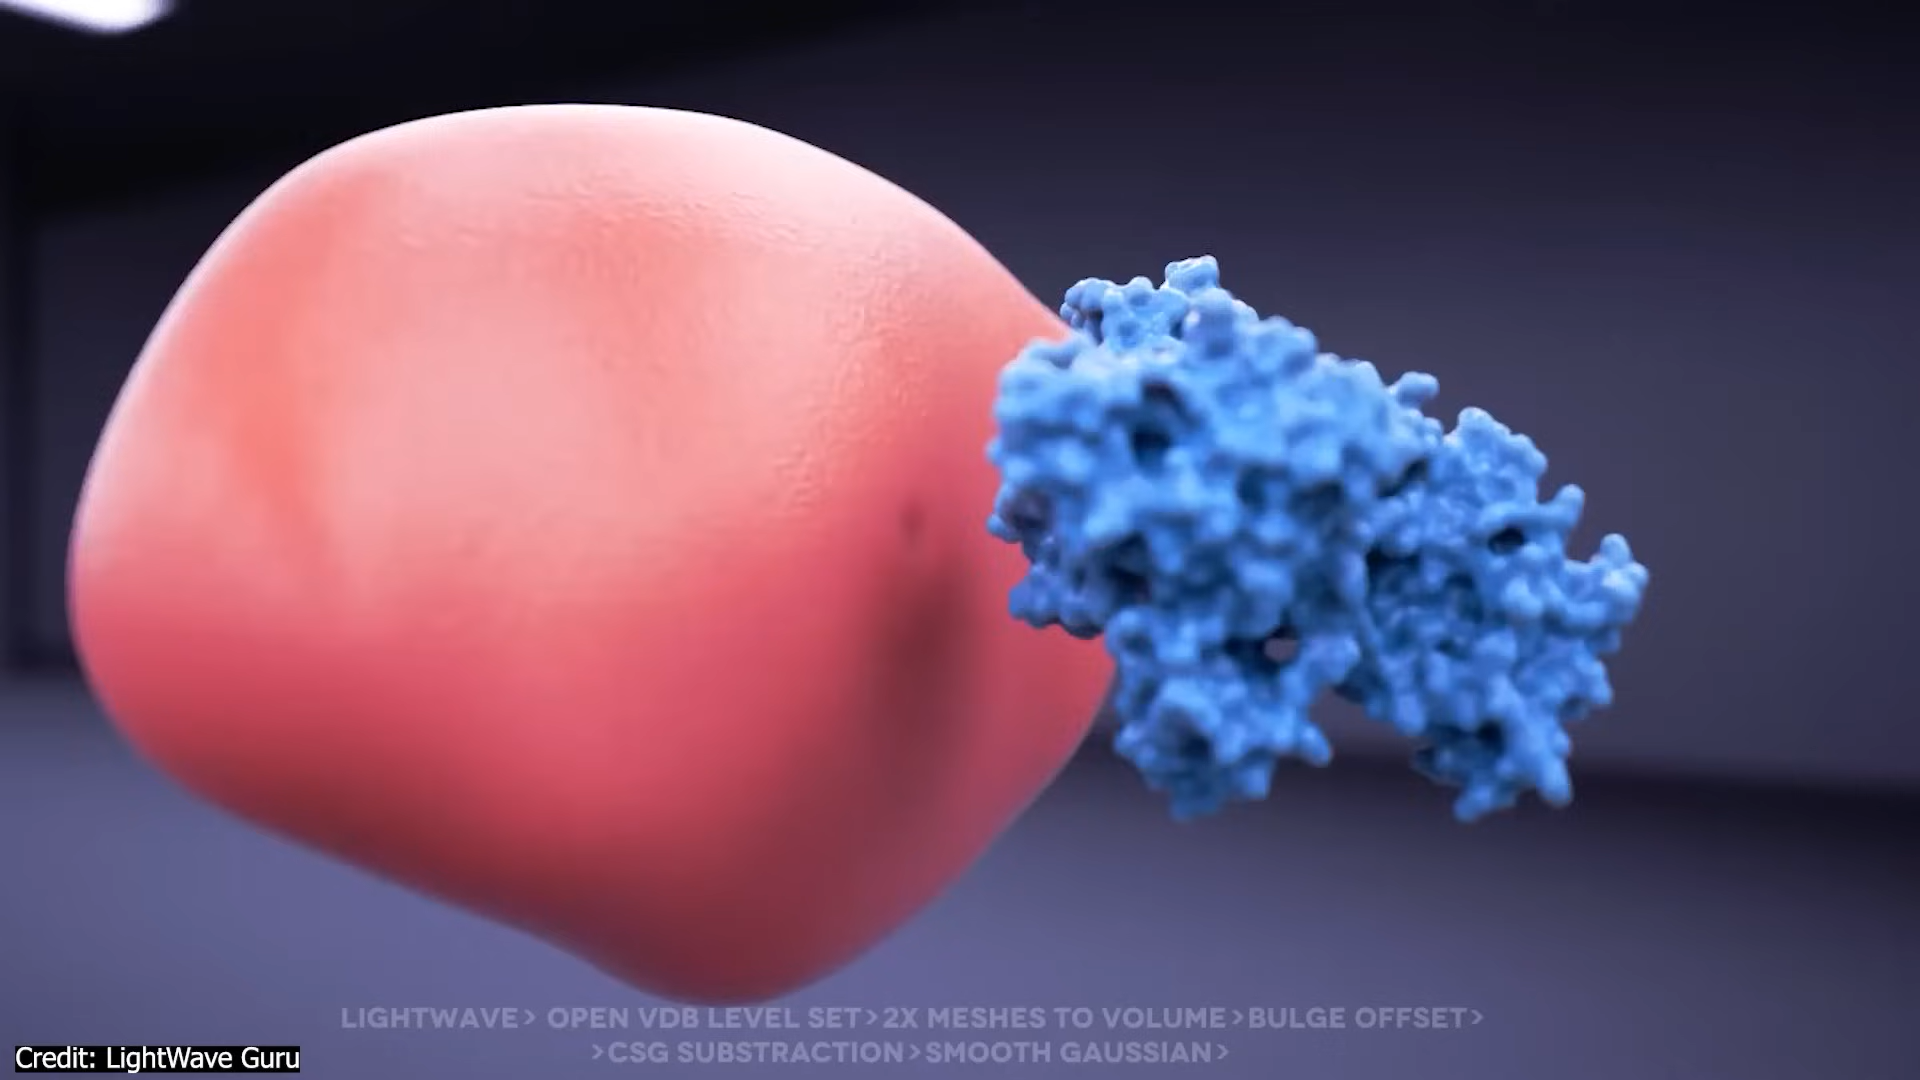 LIGHTWAVE> OPEN VDB LEVEL SET>2X MESHES TO VOLUME>BULGE OFFSET>
>CSG SUBSTRACTION>SMOOTH GAUSSIAN>
Credit: LightWave Guru